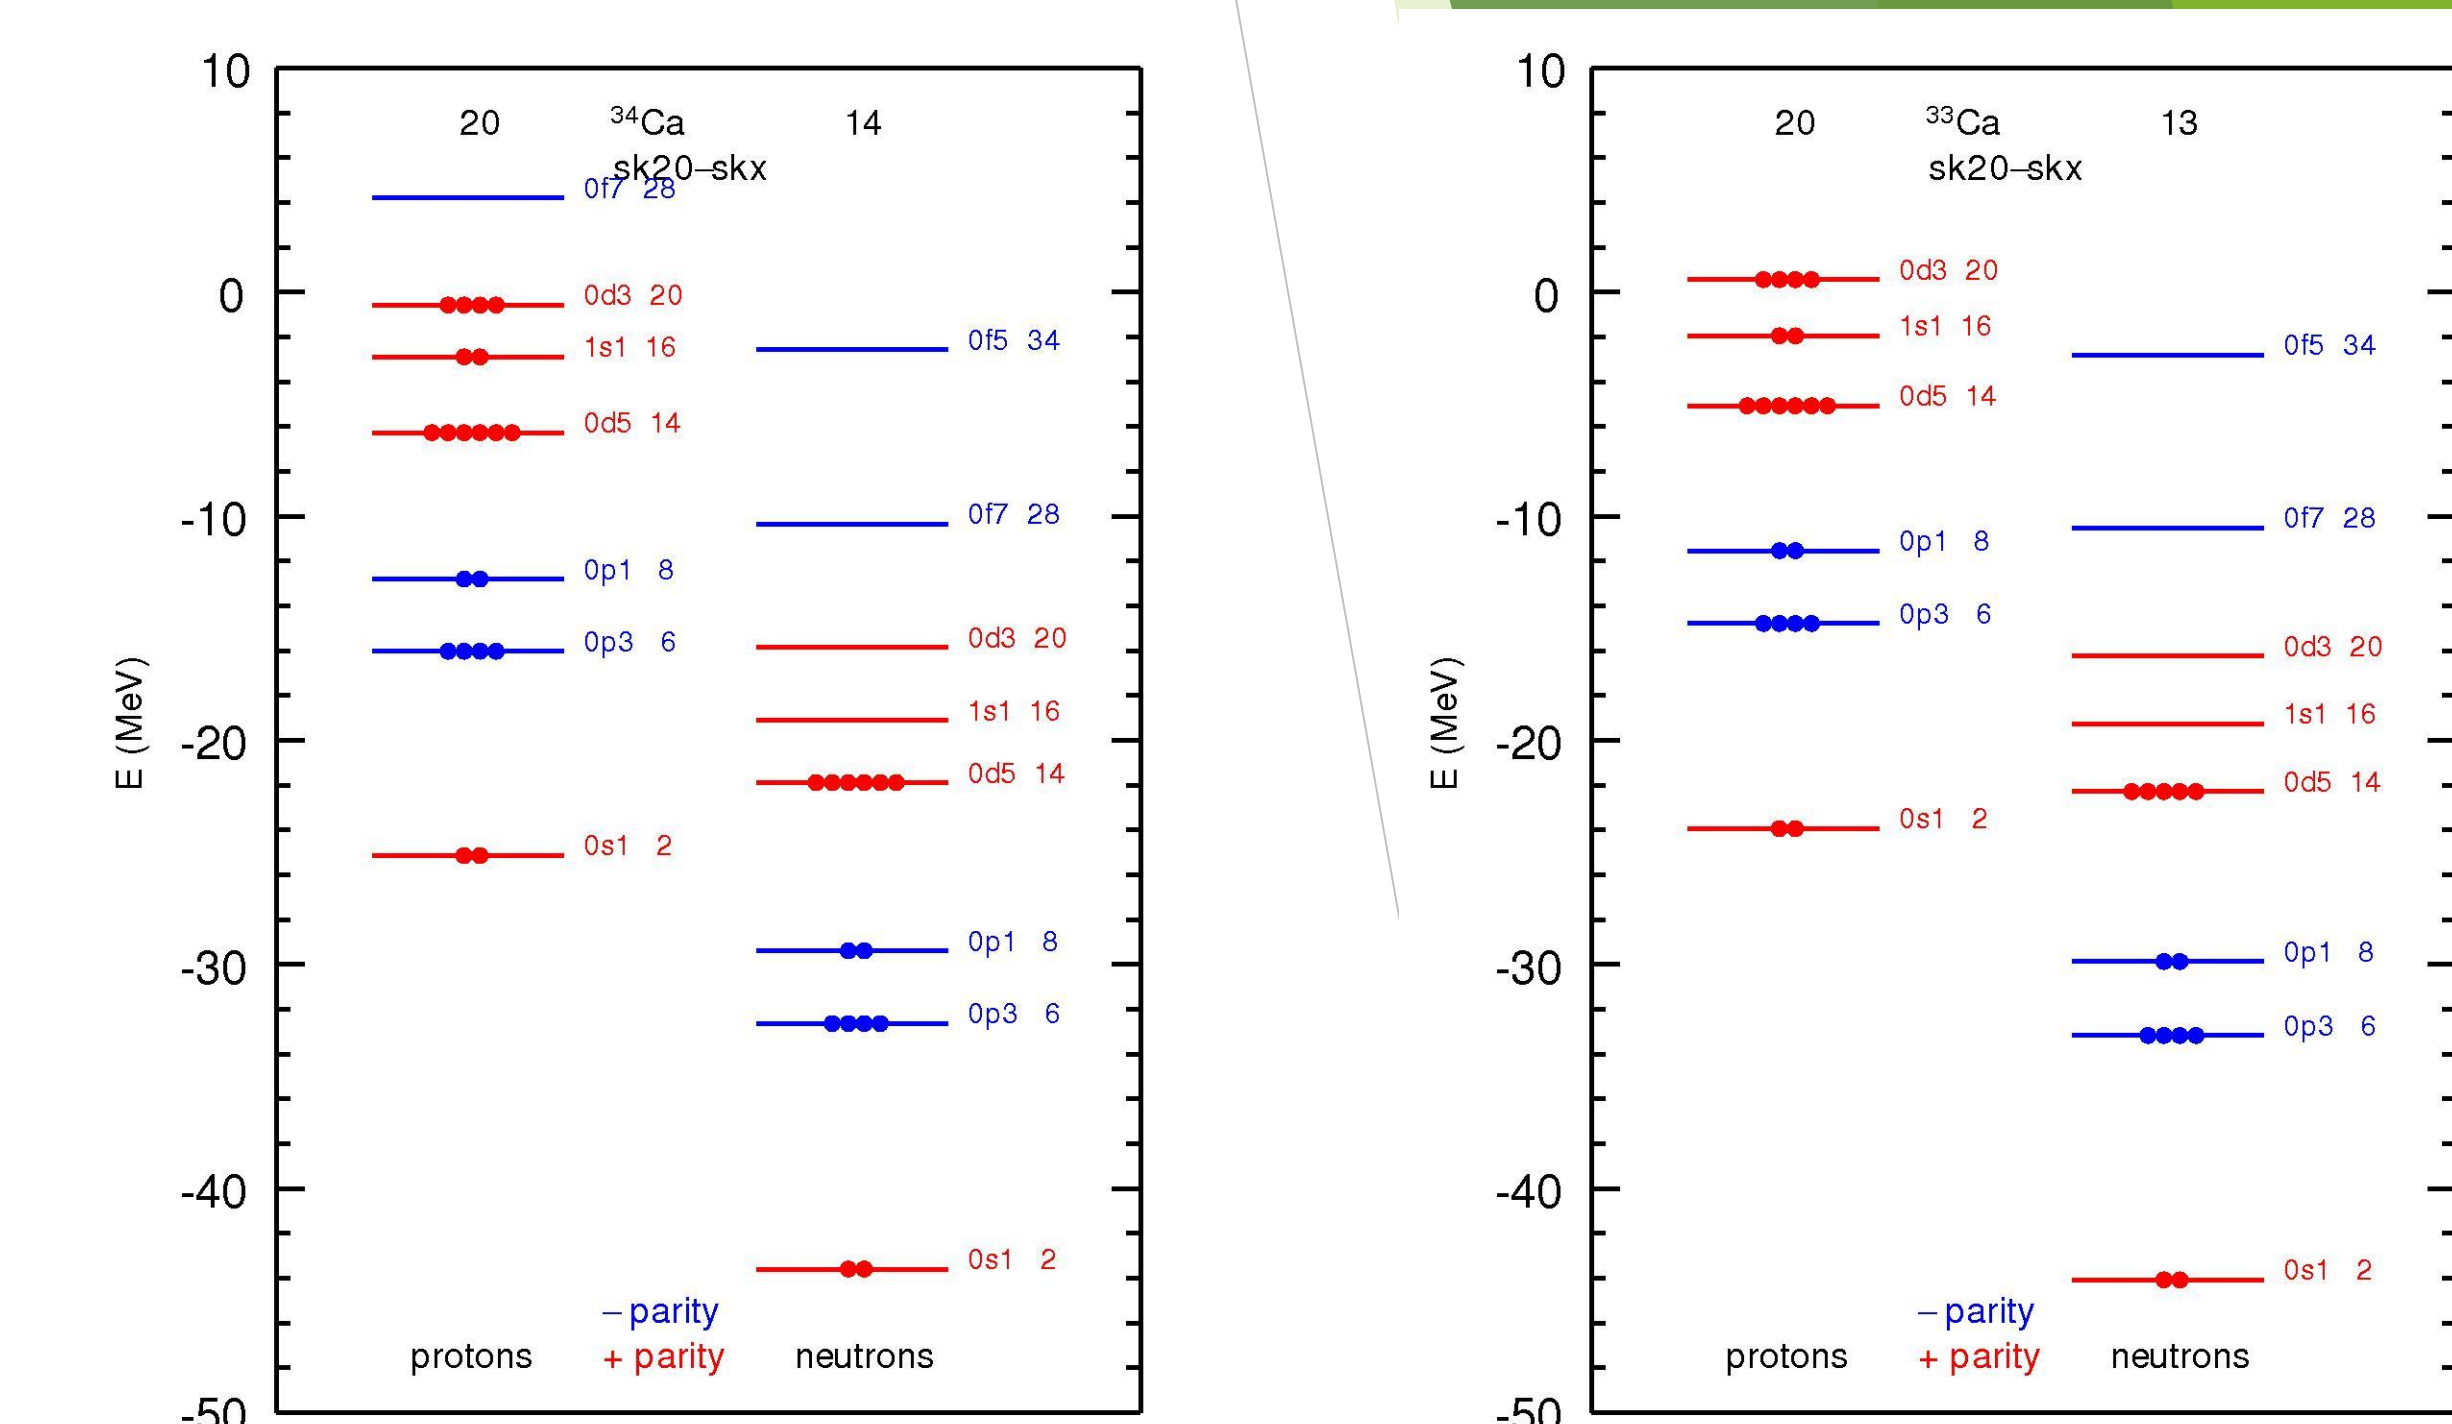 10
20 ³⁴Ca 14
sk20–skx
0f7 28
0
0d3 20
1s1 16
0f5 34
0d5 14
-10
0f7 28
0p1 8
0p3 6
0d3 20
E (MeV)
1s1 16
-20
0d5 14
0s1 2
0p1 8
-30
0p3 6
-40
0s1 2
– parity
protons + parity neutrons
-50
10
20 ³³Ca 13
sk20–skx
0d3 20
0
1s1 16
0f5 34
0d5 14
-10
0f7 28
0p1 8
0p3 6
0d3 20
E (MeV)
1s1 16
-20
0d5 14
0s1 2
0p1 8
-30
0p3 6
-40
0s1 2
– parity
protons + parity neutrons
-50